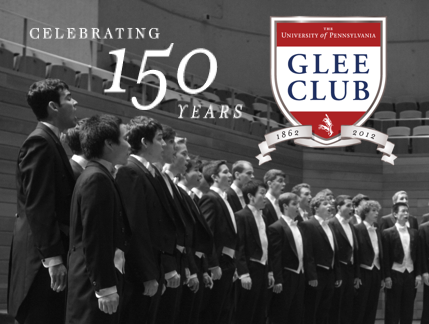 CELEBRATING
150
YEARS
THE
UNIVERSITY of PENNSYLVANIA
GLEE
CLUB
1862 2012